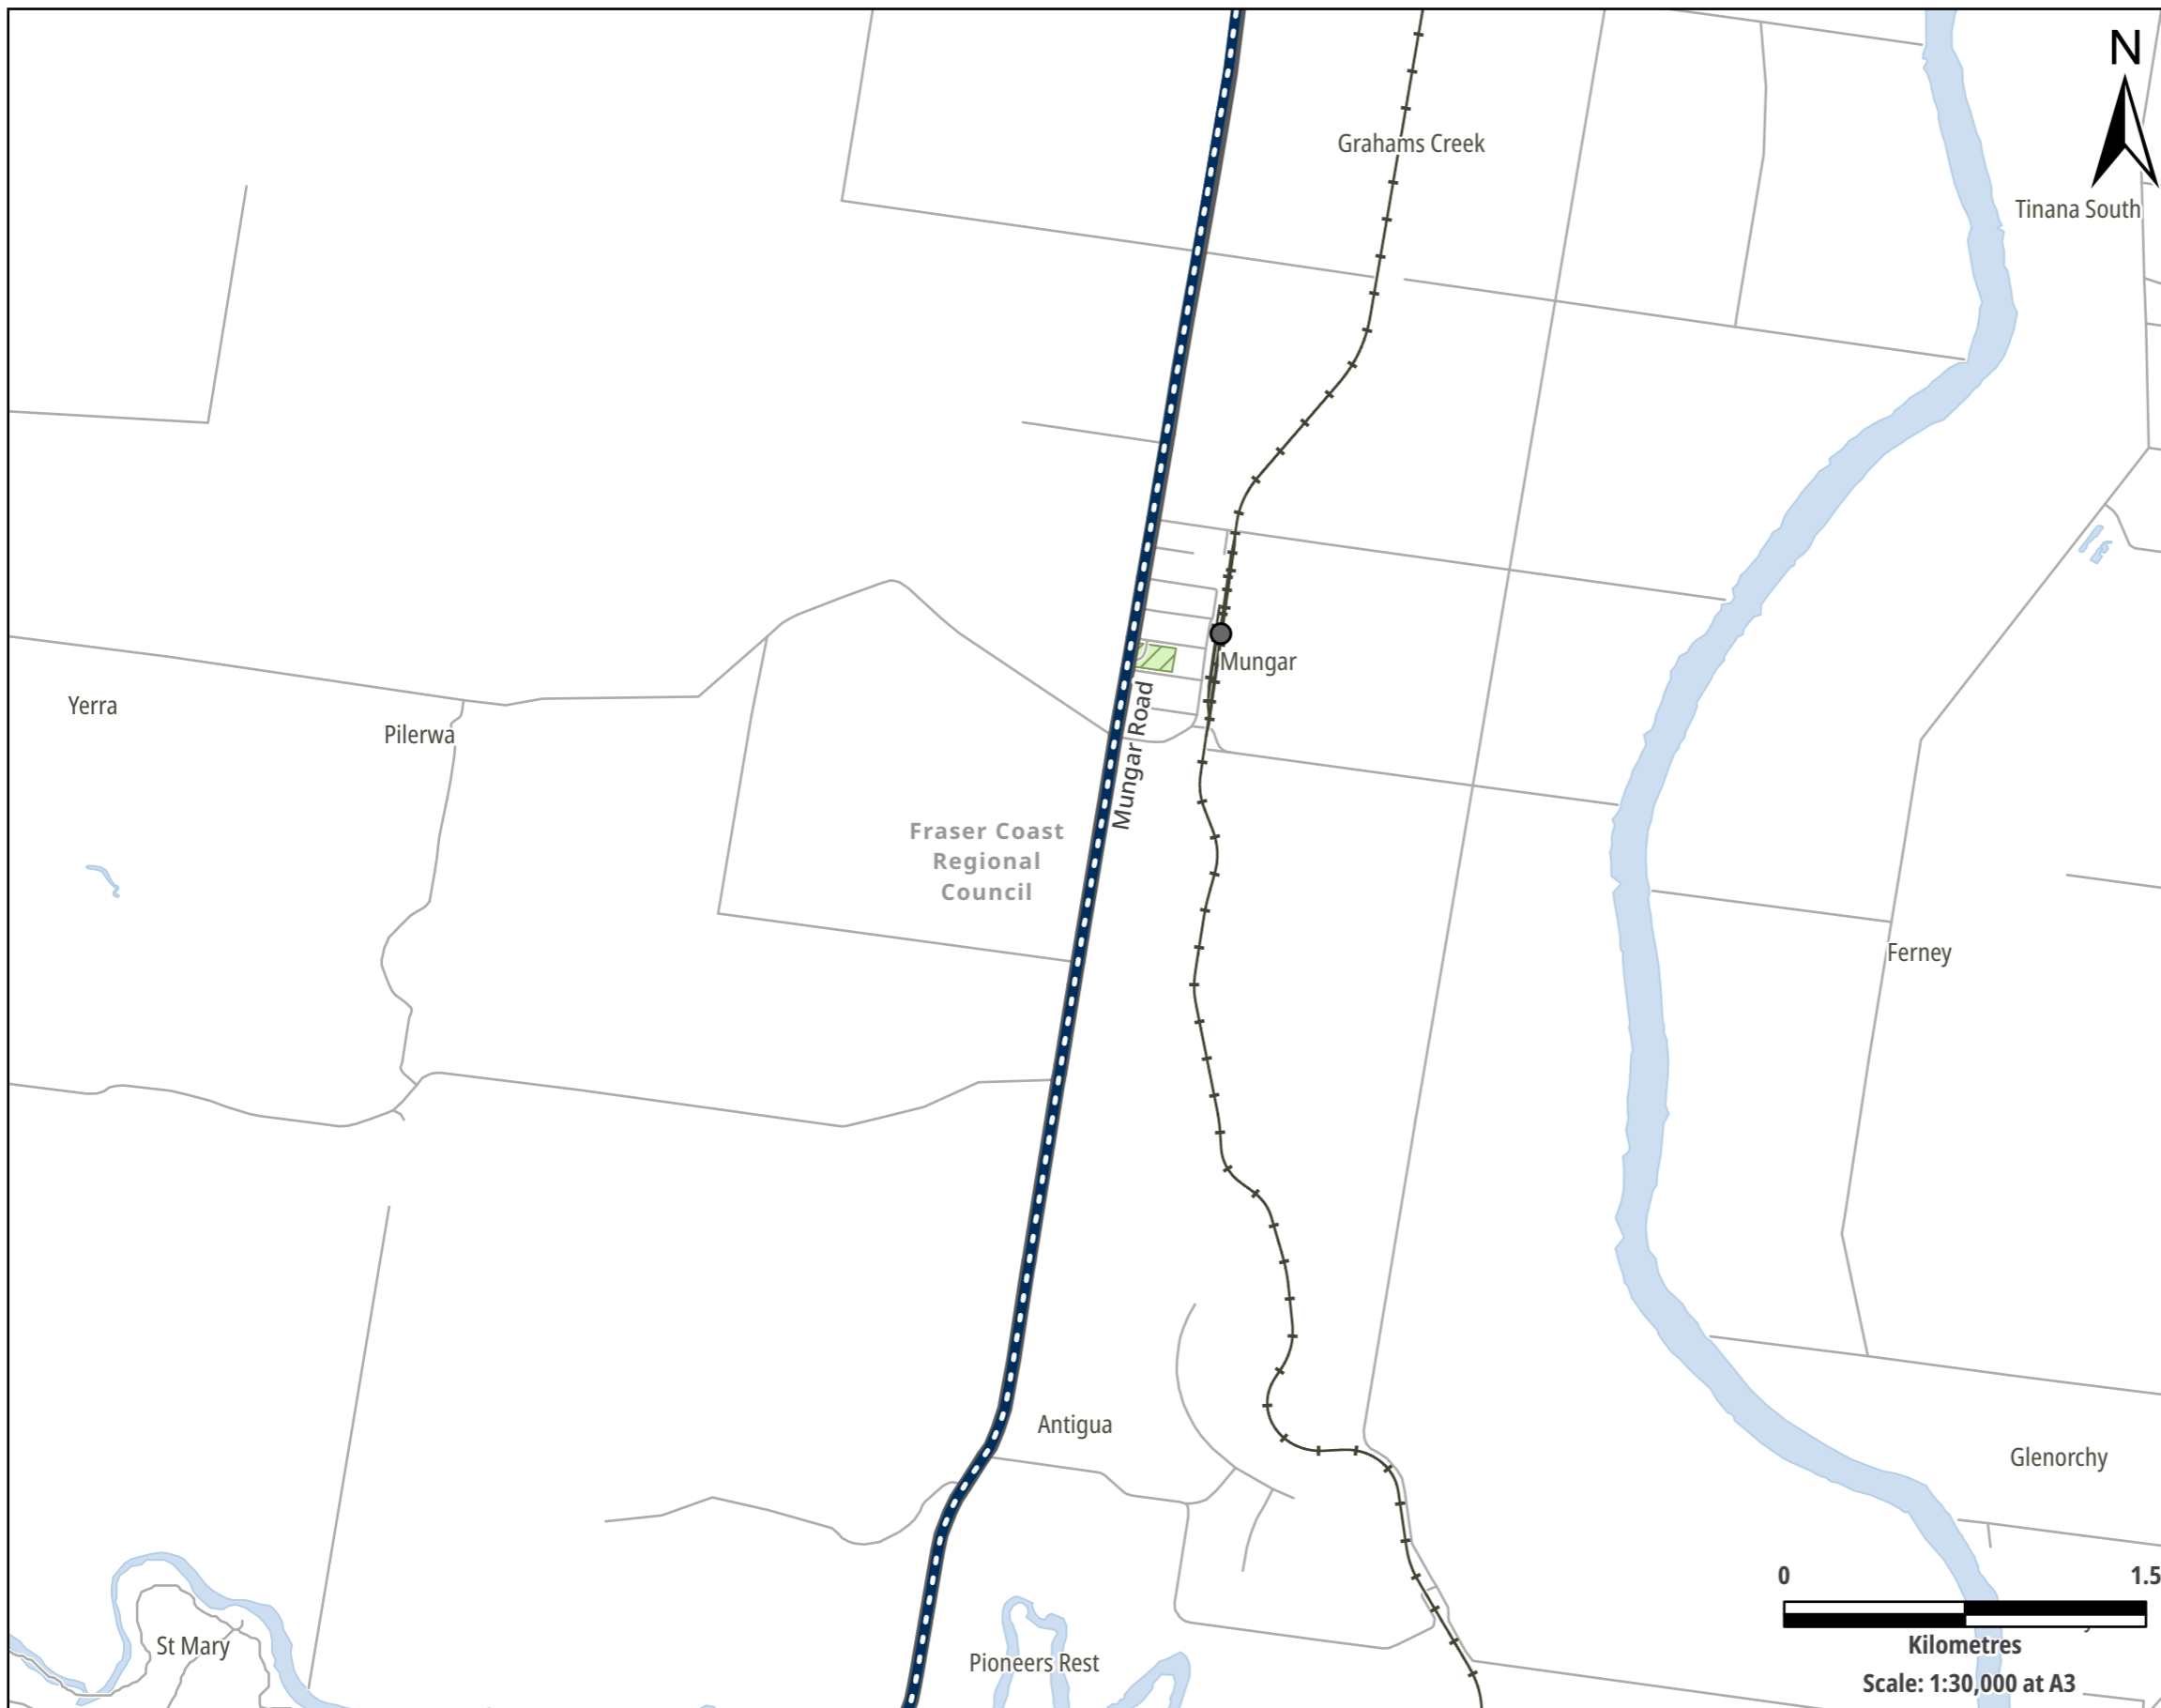 N
Grahams Creek
Tinana South
Mungar
Yerra
Pilerwa
Mungar Road
Fraser Coast
Regional
Council
Ferney
Antigua
Glenorchy
0 1.5
Kilometres
St Mary
Pioneers Rest
Scale: 1:30,000 at A3